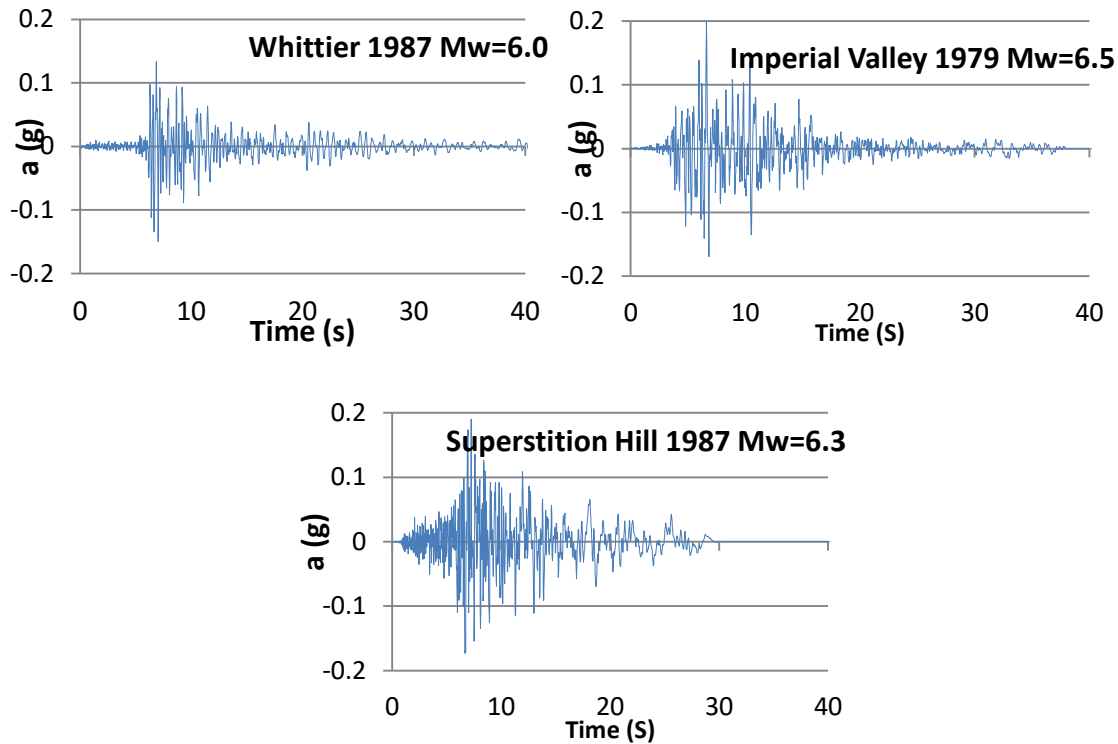 Whittier 1987 Mw=6.0
a (g)
0.2
0.1
0
-0.1
-0.2
0 10 20 30 40
Time (s)
Imperial Valley 1979 Mw=6.5
a (g)
0.2
0.1
0
-0.1
-0.2
0 10 20 30 40
Time (S)
Superstition Hill 1987 Mw=6.3
a (g)
0.2
0.1
0
-0.1
-0.2
0 10 20 30 40
Time (S)